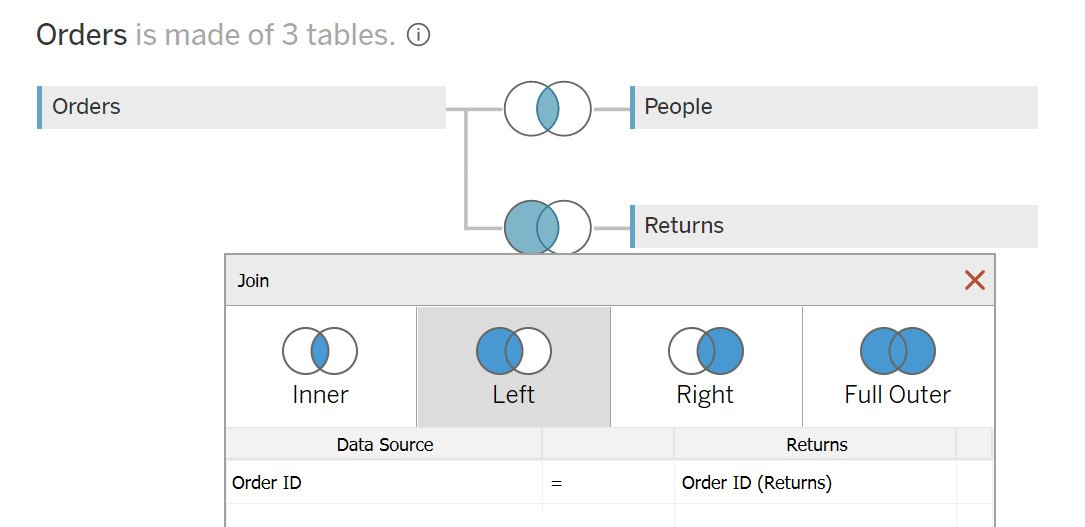 Orders is made of 3 tables.
Orders
People
Returns
Join
Inner Left Right Full Outer
Data Source Returns
Order ID = Order ID (Returns)